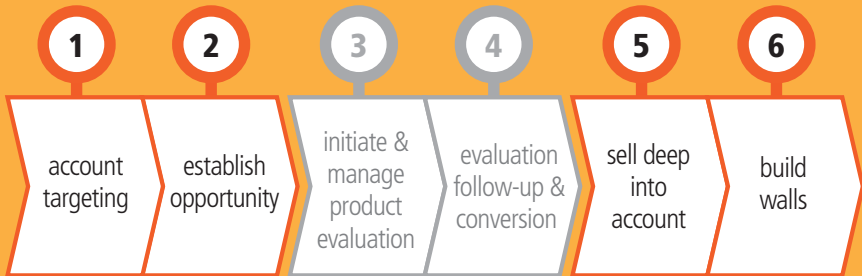 1
2
3
4
5
6
account
targeting
establish
opportunity
initiate &
manage
product
evaluation
evaluation
follow-up &
conversion
sell deep
into
account
build
walls